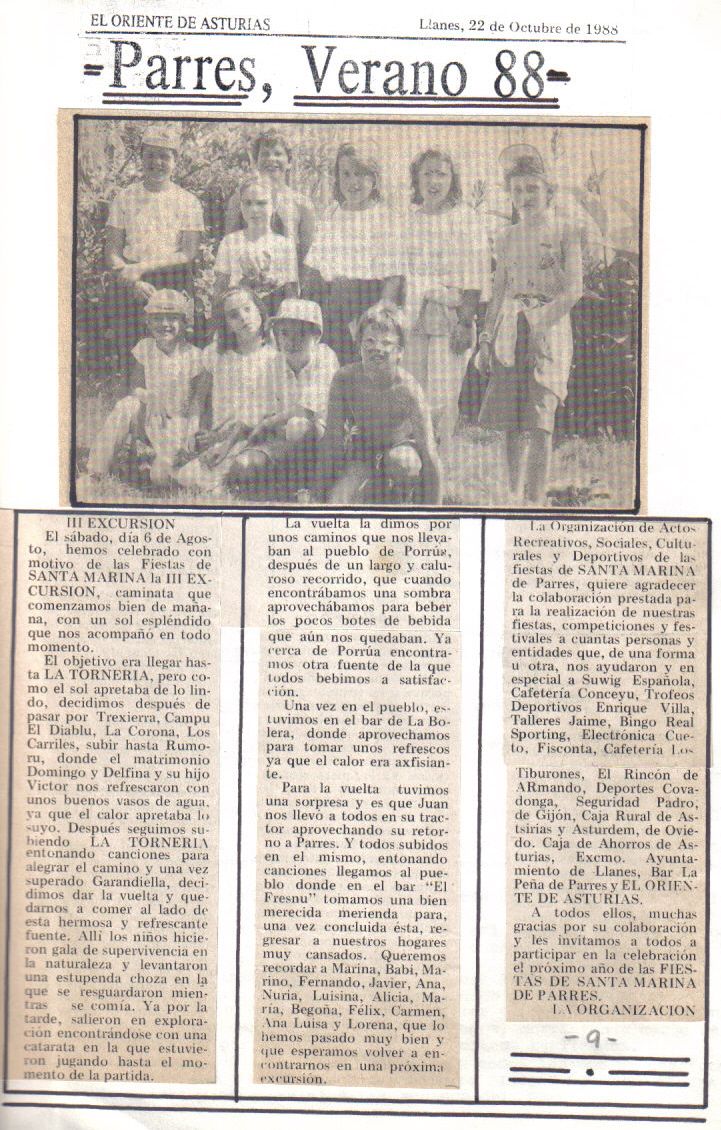 EL ORIENTE DE ASTURIAS
Llanes, 22 de Octubre de 1988
-Parres, Verano 88-
III EXCURSION
El sábado, día 6 de Agos-
to, hemos celebrado con
motivo de las Fiestas de
SANTA MARINA la III EX-
CURSION, caminata que
comenzamos bien de maña-
na, con un sol espléndido
que nos acompañó en todo
momento.
El objetivo era llegar has-
ta LA TORNERIA, pero co-
mo el sol apretaba de lo lin-
do, decidimos después de
pasar por Trexierra, Campu
El Diablu, La Corona, Los
Carriles, subir hasta Rumo-
ru, donde el matrimonio
Domingo y Delfina y su hijo
Victor nos refrescaron con
unos buenos vasos de agua,
ya que el calor apretaba lo
suyo. Después seguimos su-
biendo LA TORNERIA
entonando canciones para
alegrar el camino y una vez
superado Garandiella, deci-
dimos dar la vuelta y que-
darnos a comer al lado de
esta hermosa y refrescante
fuente. Allí los niños hicie-
ron gala de supervivencia en
la naturaleza y levantaron
una estupenda choza en la
que se resguardaron mien-
tras se comía. Ya por la
tarde, salieron en explora-
ción encontrándose con una
catarata en la que estuvie-
ron jugando hasta el mo-
mento de la partida.
La vuelta la dimos por
unos caminos que nos lleva-
ban al pueblo de Porrúa,
después de un largo y calu-
roso recorrido, que cuando
encontrábamos una sombra
aprovechábamos para beber
los pocos botes de bebida
que aún nos quedaban. Ya
cerca de Porrúa encontra-
mos otra fuente de la que
todos bebimos a satisfac-
ción.
Una vez en el pueblo, es-
tuvimos en el bar de La Bo-
lera, donde aprovechamos
para tomar unos refrescos
ya que el calor era axfisian-
te.
Para la vuelta tuvimos
una sorpresa y es que Juan
nos llevó a todos en su trac-
tor aprovechando su retor-
no a Parres. Y todos subidos
en el mismo, entonando
canciones llegamos al pue-
blo donde en el bar "El
Fresnu" tomamos una bien
merecida merienda para,
una vez concluida ésta, re-
gresar a nuestros hogares
muy cansados. Queremos
recordar a Marina, Babi, Ma-
rino, Fernando, Javier, Ana,
Nuria, Luisina, Alicia, Ma-
ría, Begoña, Félix, Carmen,
Ana Luisa y Lorena, que lo
hemos pasado muy bien y
que esperamos volver a en-
contrarnos en una próxima
excursión.
La Organización de Actos
Recreativos, Sociales, Cultu-
rales y Deportivos de las
fiestas de SANTA MARINA
de Parres, quiere agradecer
la colaboración prestada pa-
ra la realización de nuestras
fiestas, competiciones y fes-
tivales a cuantas personas y
entidades que, de una forma
u otra, nos ayudaron y en
especial a Suwig Española,
Cafetería Conceyu, Trofeos
Deportivos Enrique Villa,
Talleres Jaime, Bingo Real
Sporting, Electrónica Cue-
to, Fisconta, Cafetería Los
Tiburones, El Rincón de
ARmando, Deportes Cova-
donga, Seguridad Padro,
de Gijón, Caja Rural de As-
tsirias y Asturdem, de Ovie-
do. Caja de Ahorros de As-
turias, Excmo. Ayunta-
miento de Llanes, Bar La
Peña de Parres y EL ORIEN-
TE DE ASTURIAS.
A todos ellos, muchas
gracias por su colaboración
y les invitamos a todos a
participar en la celebración
el próximo año de las FIES-
TAS DE SANTA MARINA
DE PARRES.
LA ORGANIZACION
-9-